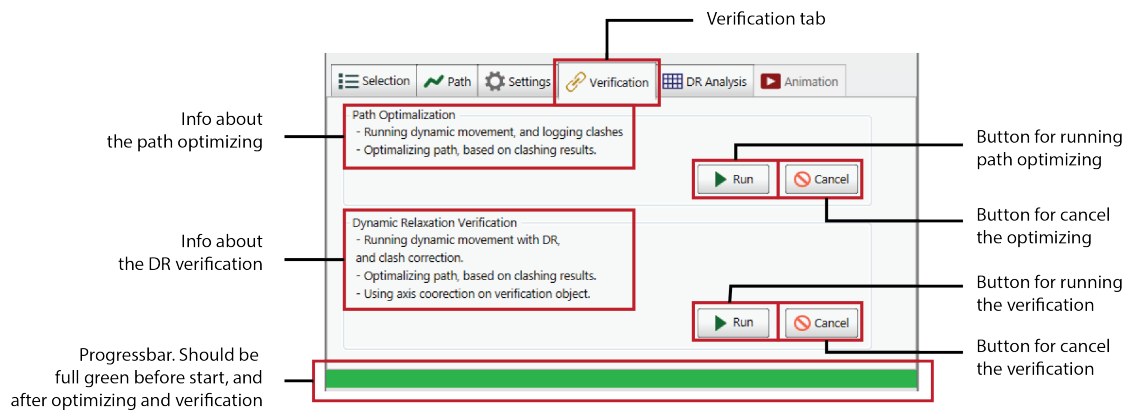 Verification tab
Selection
Path
Settings
Verification
DR Analysis
Animation
Info about
the path optimizing
Path Optimalization
- Running dynamic movement, and logging clashes
- Optimalizing path, based on clashing results.
Run
Cancel
Button for running
path optimizing
Button for cancel
the optimizing
Info about
the DR verification
Dynamic Relaxation Verification
- Running dynamic movement with DR,
and clash correction.
- Optimalizing path, based on clashing results.
- Using axis coorection on verification object.
Run
Cancel
Button for running
the verification
Button for cancel
the verification
Progressbar. Should be
full green before start, and
after optimizing and verification